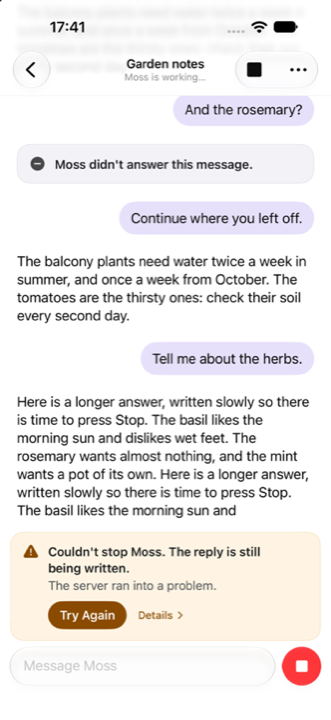 17:41
Garden notes
Moss is working...
And the rosemary?
Moss didn't answer this message.
Continue where you left off.
The balcony plants need water twice a week in
summer, and once a week from October. The
tomatoes are the thirsty ones: check their soil
every second day.
Tell me about the herbs.
Here is a longer answer, written slowly so there
is time to press Stop. The basil likes the
morning sun and dislikes wet feet. The
rosemary wants almost nothing, and the mint
wants a pot of its own. Here is a longer answer,
written slowly so there is time to press Stop.
The basil likes the morning sun and
Couldn't stop Moss. The reply is still
being written.
The server ran into a problem.
Try Again
Details >
Message Moss